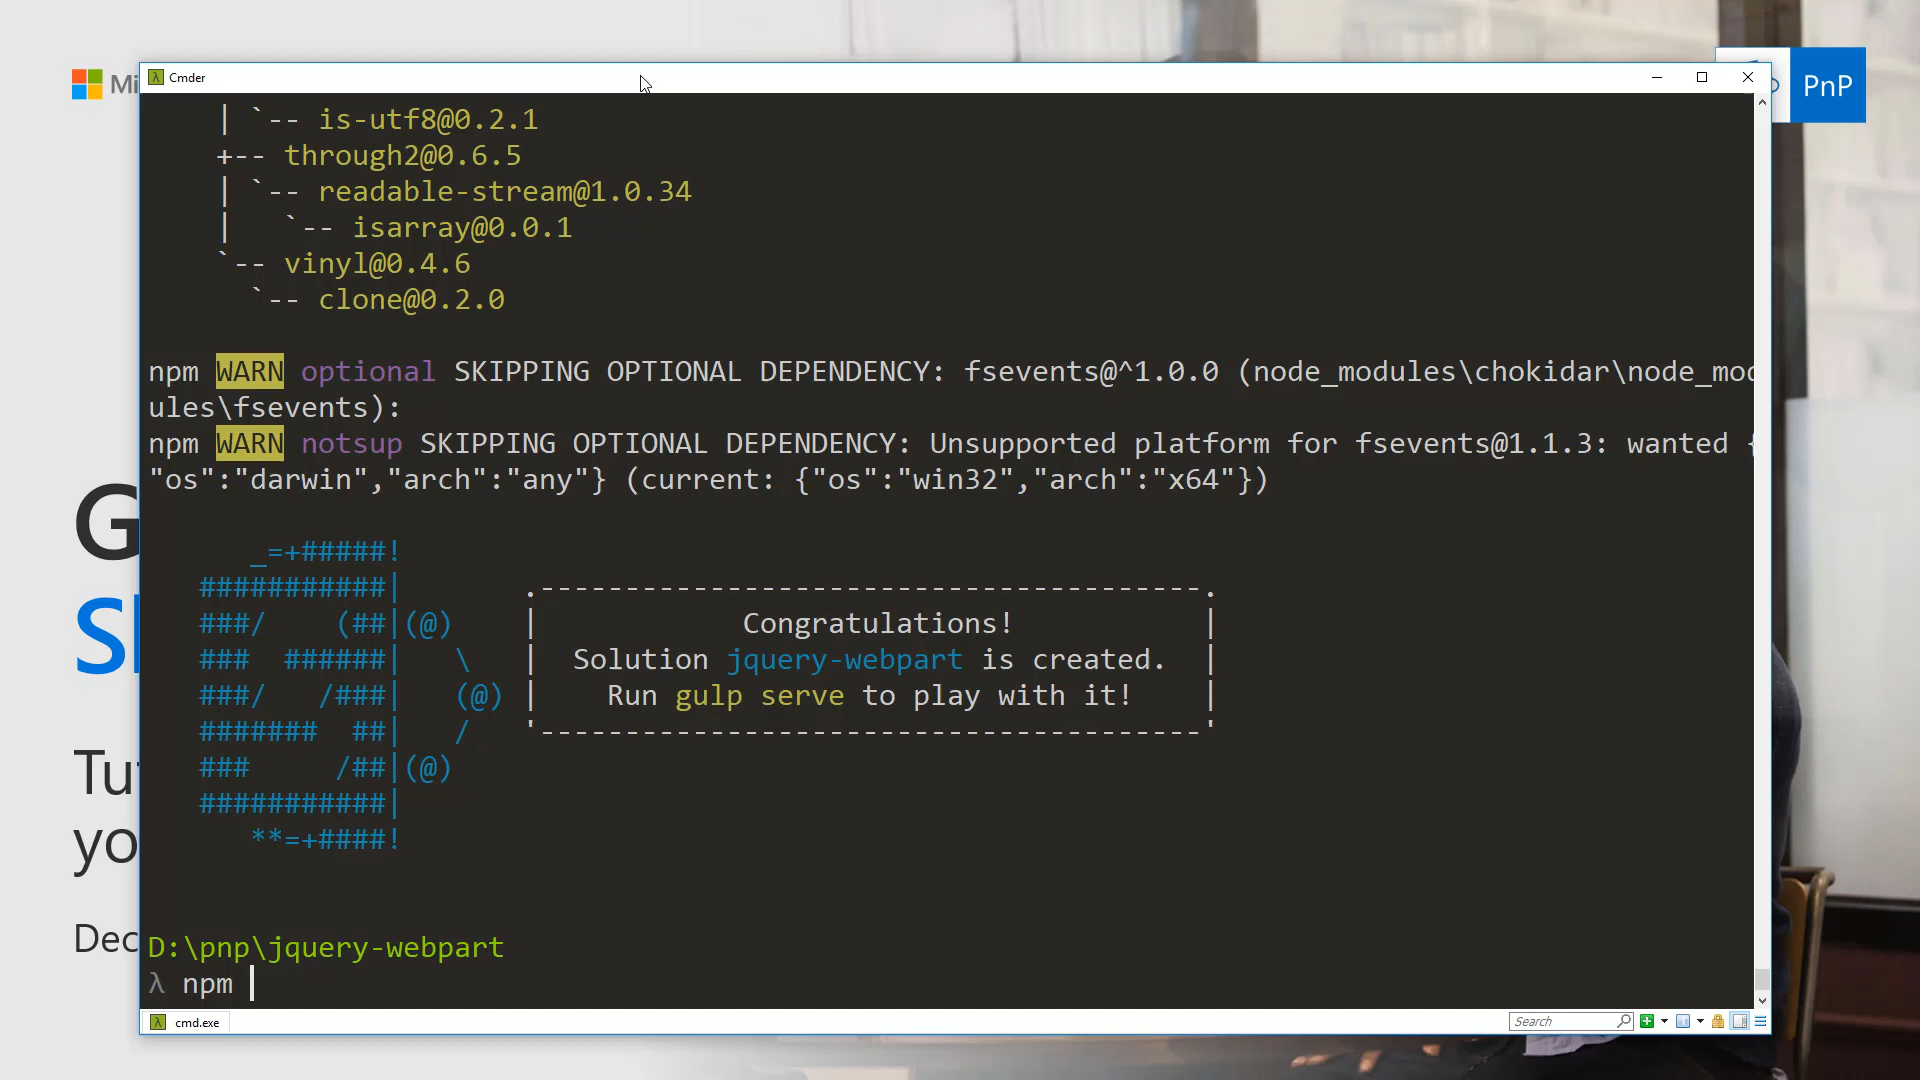 Mi
PnP
Cmder
| `-- is-utf8@0.2.1
+-- through2@0.6.5
| `-- readable-stream@1.0.34
|   `-- isarray@0.0.1
`-- vinyl@0.4.6
  `-- clone@0.2.0
npm WARN optional SKIPPING OPTIONAL DEPENDENCY: fsevents@^1.0.0 (node_modules\chokidar\node_mod
ules\fsevents):
npm WARN notsup SKIPPING OPTIONAL DEPENDENCY: Unsupported platform for fsevents@1.1.3: wanted {
"os":"darwin","arch":"any"} (current: {"os":"win32","arch":"x64"})
      _=+#####!
   ###########|       .---------------------------------------.
   ###/    (##|(@)    |            Congratulations!           |
   ###  ######|   \   |  Solution jquery-webpart is created.  |
   ###/   /###|   (@) |    Run gulp serve to play with it!    |
   #######  ##|   /   '---------------------------------------'
   ###     /##|(@)
   ###########|
      **=+####!
G
Tu
yo
Dec
D:\pnp\jquery-webpart
λ npm
cmd.exe
Search